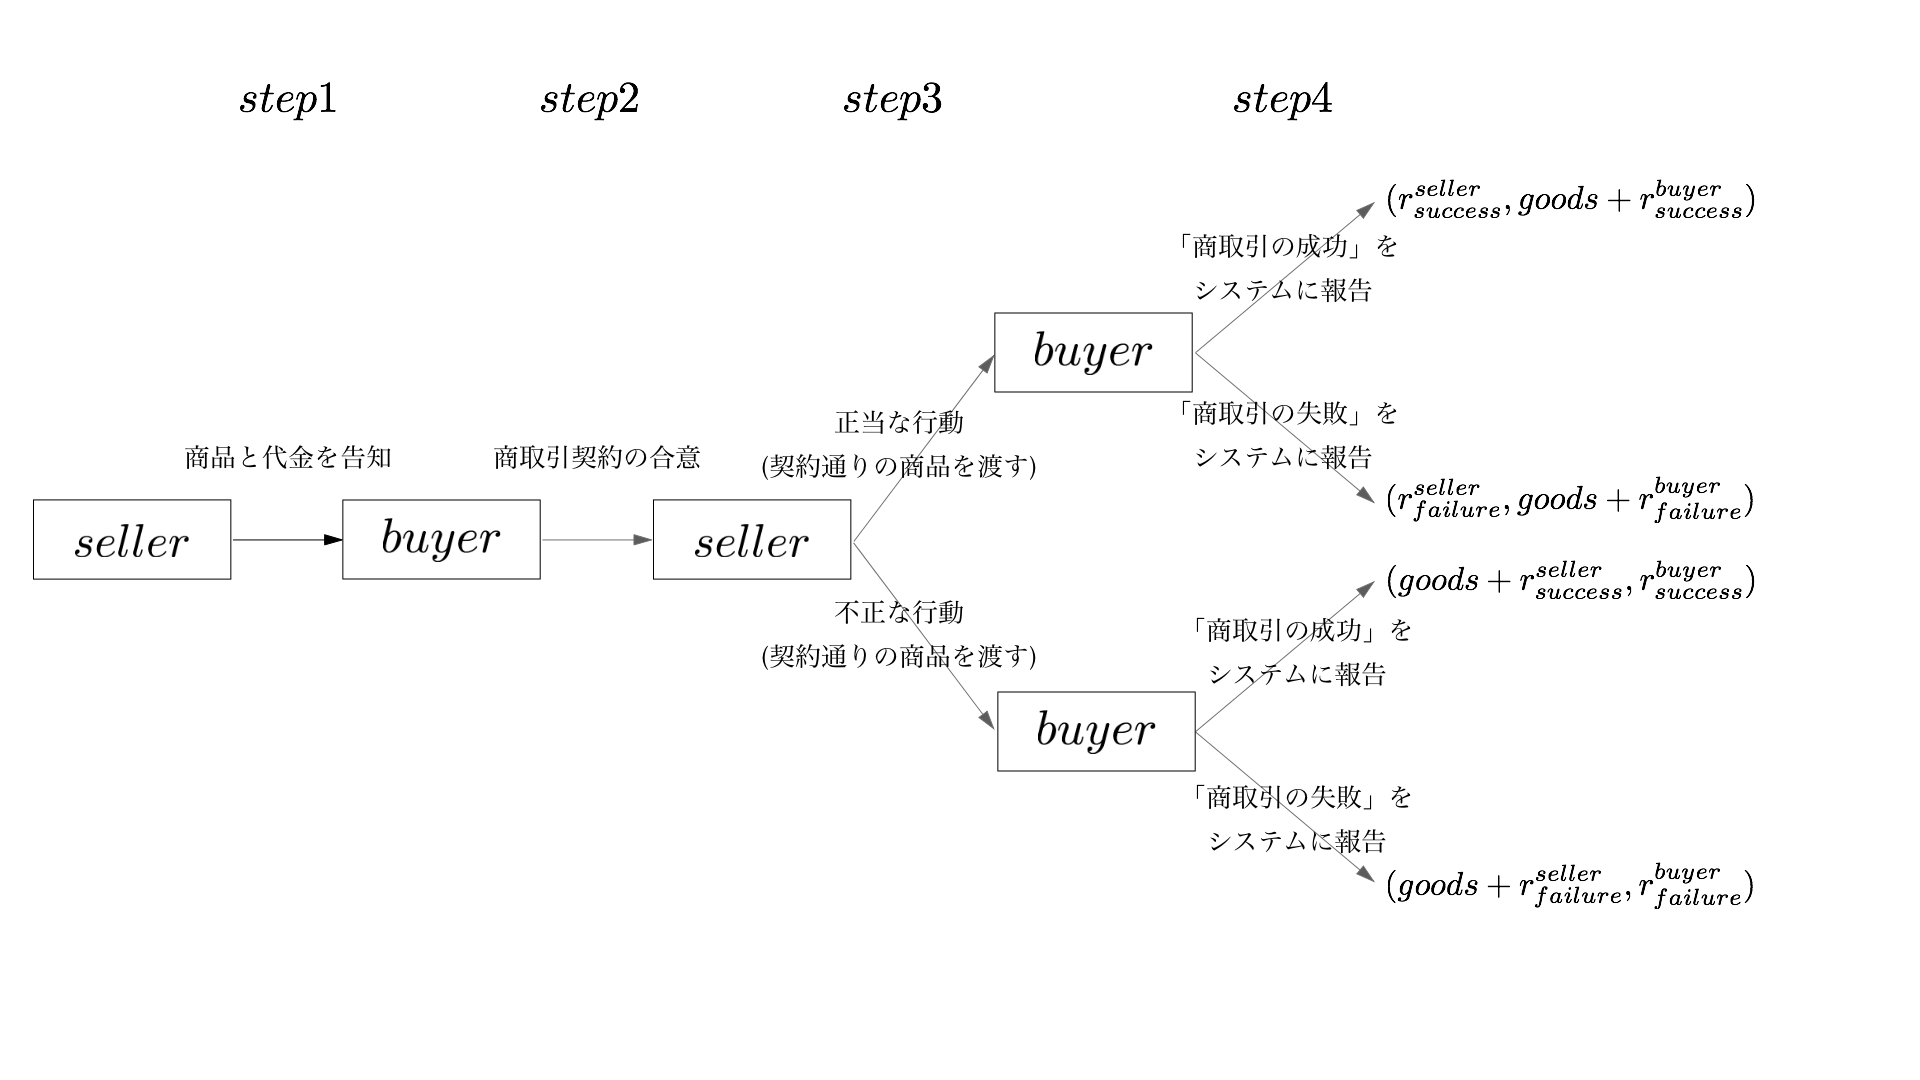 step1
step2
step3
step4
商品と代金を告知
商取引契約の合意
seller
buyer
seller
正当な行動
(契約通りの商品を渡す)
不正な行動
(契約通りの商品を渡す)
buyer
「商取引の成功」を
システムに報告
(r^{seller}_{success}, goods + r^{buyer}_{success})
「商取引の失敗」を
システムに報告
(r^{seller}_{failure}, goods + r^{buyer}_{failure})
buyer
「商取引の成功」を
システムに報告
(goods + r^{seller}_{success}, r^{buyer}_{success})
「商取引の失敗」を
システムに報告
(goods + r^{seller}_{failure}, r^{buyer}_{failure})